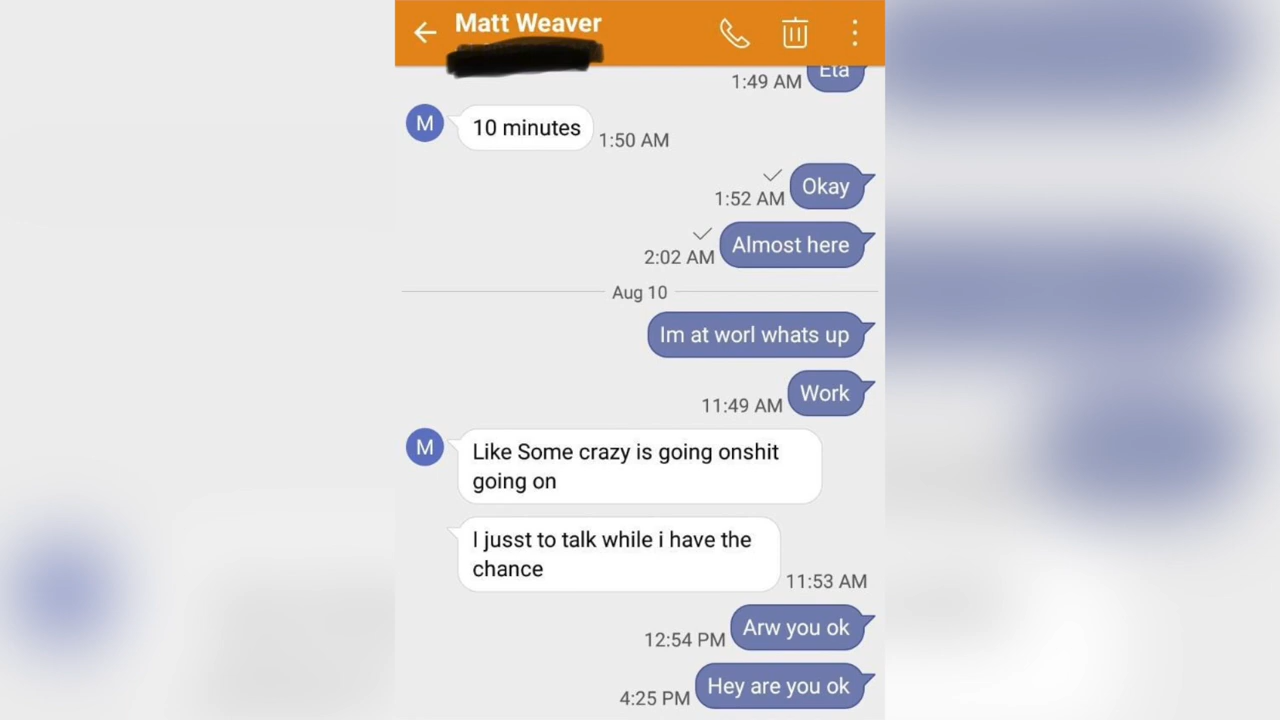 Matt Weaver
Eta
1:49 AM
M
10 minutes
1:50 AM
Okay
1:52 AM
Almost here
2:02 AM
Aug 10
Im at worl whats up
Work
11:49 AM
M
Like Some crazy is going onshit
going on
I jusst to talk while i have the
chance
11:53 AM
Arw you ok
12:54 PM
Hey are you ok
4:25 PM